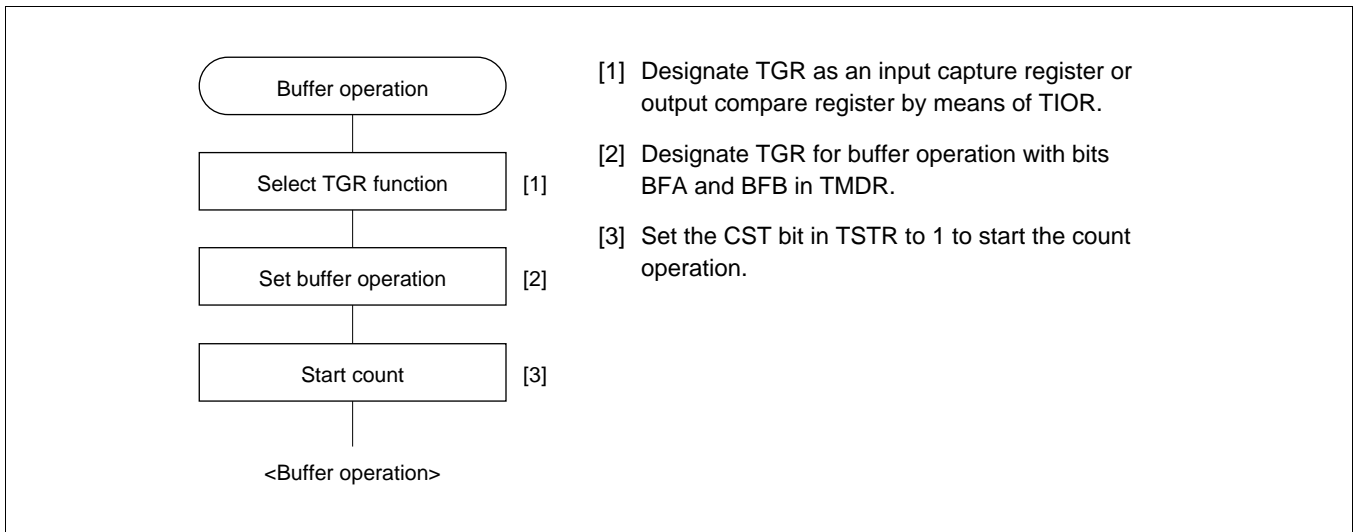 Buffer operation
Select TGR function [1]
Set buffer operation [2]
Start count [3]
<Buffer operation>
[1] Designate TGR as an input capture register or
output compare register by means of TIOR.
[2] Designate TGR for buffer operation with bits
BFA and BFB in TMDR.
[3] Set the CST bit in TSTR to 1 to start the count
operation.